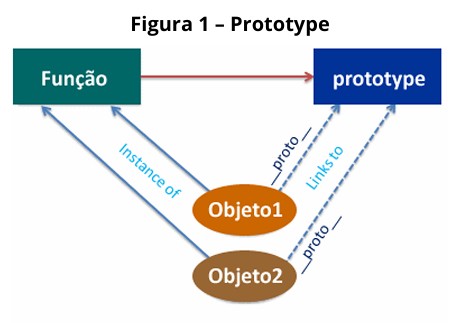 Figura 1 – Prototype
Função
prototype
Instance of
__proto__
Links to
Objeto1
__proto__
Objeto2